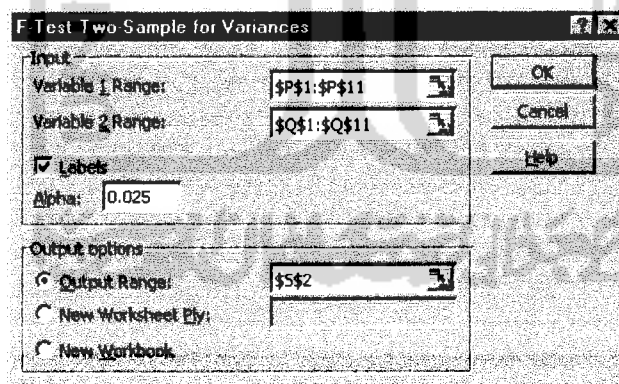 F-Test Two-Sample for Variances
Input
Variable 1 Range: $P$1:$P$11
Variable 2 Range: $Q$1:$Q$11
Labels
Alpha: 0.025
OK
Cancel
Help
Output options
Output Range: $S$2
New Worksheet Ply:
New Workbook